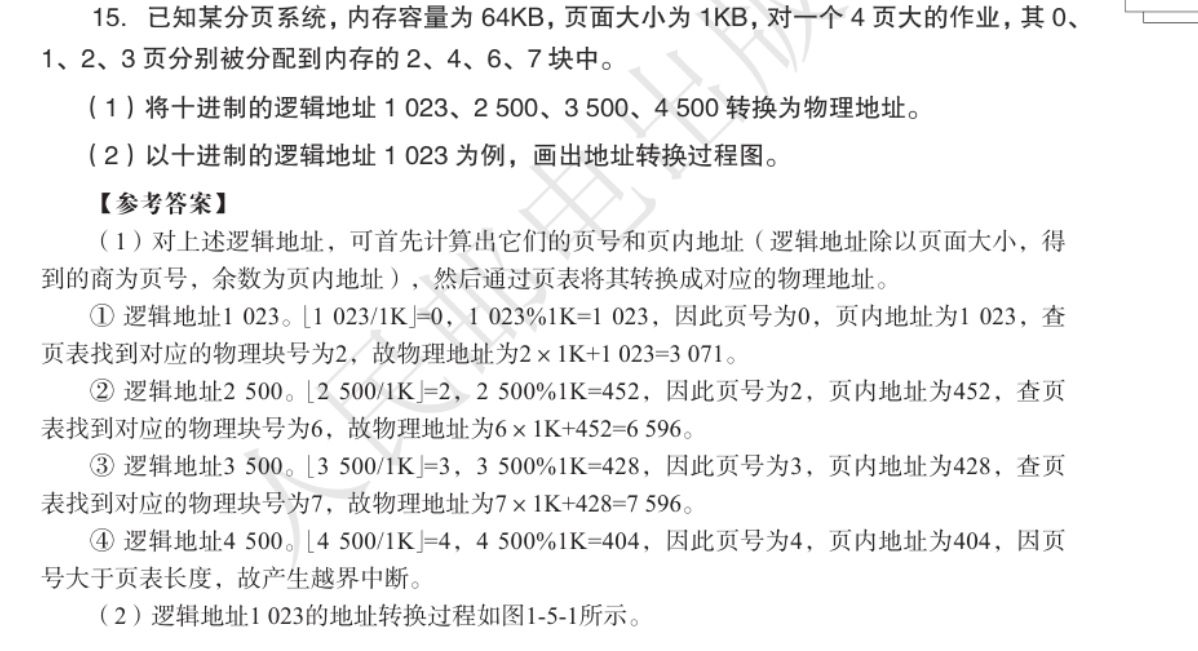 15. 已知某分页系统，内存容量为 64KB，页面大小为 1KB，对一个 4 页大的作业，其 0、
1、2、3 页分别被分配到内存的 2、4、6、7 块中。
（1）将十进制的逻辑地址 1 023、2 500、3 500、4 500 转换为物理地址。
（2）以十进制的逻辑地址 1 023 为例，画出地址转换过程图。
【参考答案】
（1）对上述逻辑地址，可首先计算出它们的页号和页内地址（逻辑地址除以页面大小，得
到的商为页号，余数为页内地址），然后通过页表将其转换成对应的物理地址。
① 逻辑地址1 023。⌊1 023/1K⌋=0，1 023%1K=1 023，因此页号为0，页内地址为1 023，查
页表找到对应的物理块号为2，故物理地址为2×1K+1 023=3 071。
② 逻辑地址2 500。⌊2 500/1K⌋=2，2 500%1K=452，因此页号为2，页内地址为452，查页
表找到对应的物理块号为6，故物理地址为6×1K+452=6 596。
③ 逻辑地址3 500。⌊3 500/1K⌋=3，3 500%1K=428，因此页号为3，页内地址为428，查页
表找到对应的物理块号为7，故物理地址为7×1K+428=7 596。
④ 逻辑地址4 500。⌊4 500/1K⌋=4，4 500%1K=404，因此页号为4，页内地址为404，因页
号大于页表长度，故产生越界中断。
（2）逻辑地址1 023的地址转换过程如图1-5-1所示。
人民邮电出版